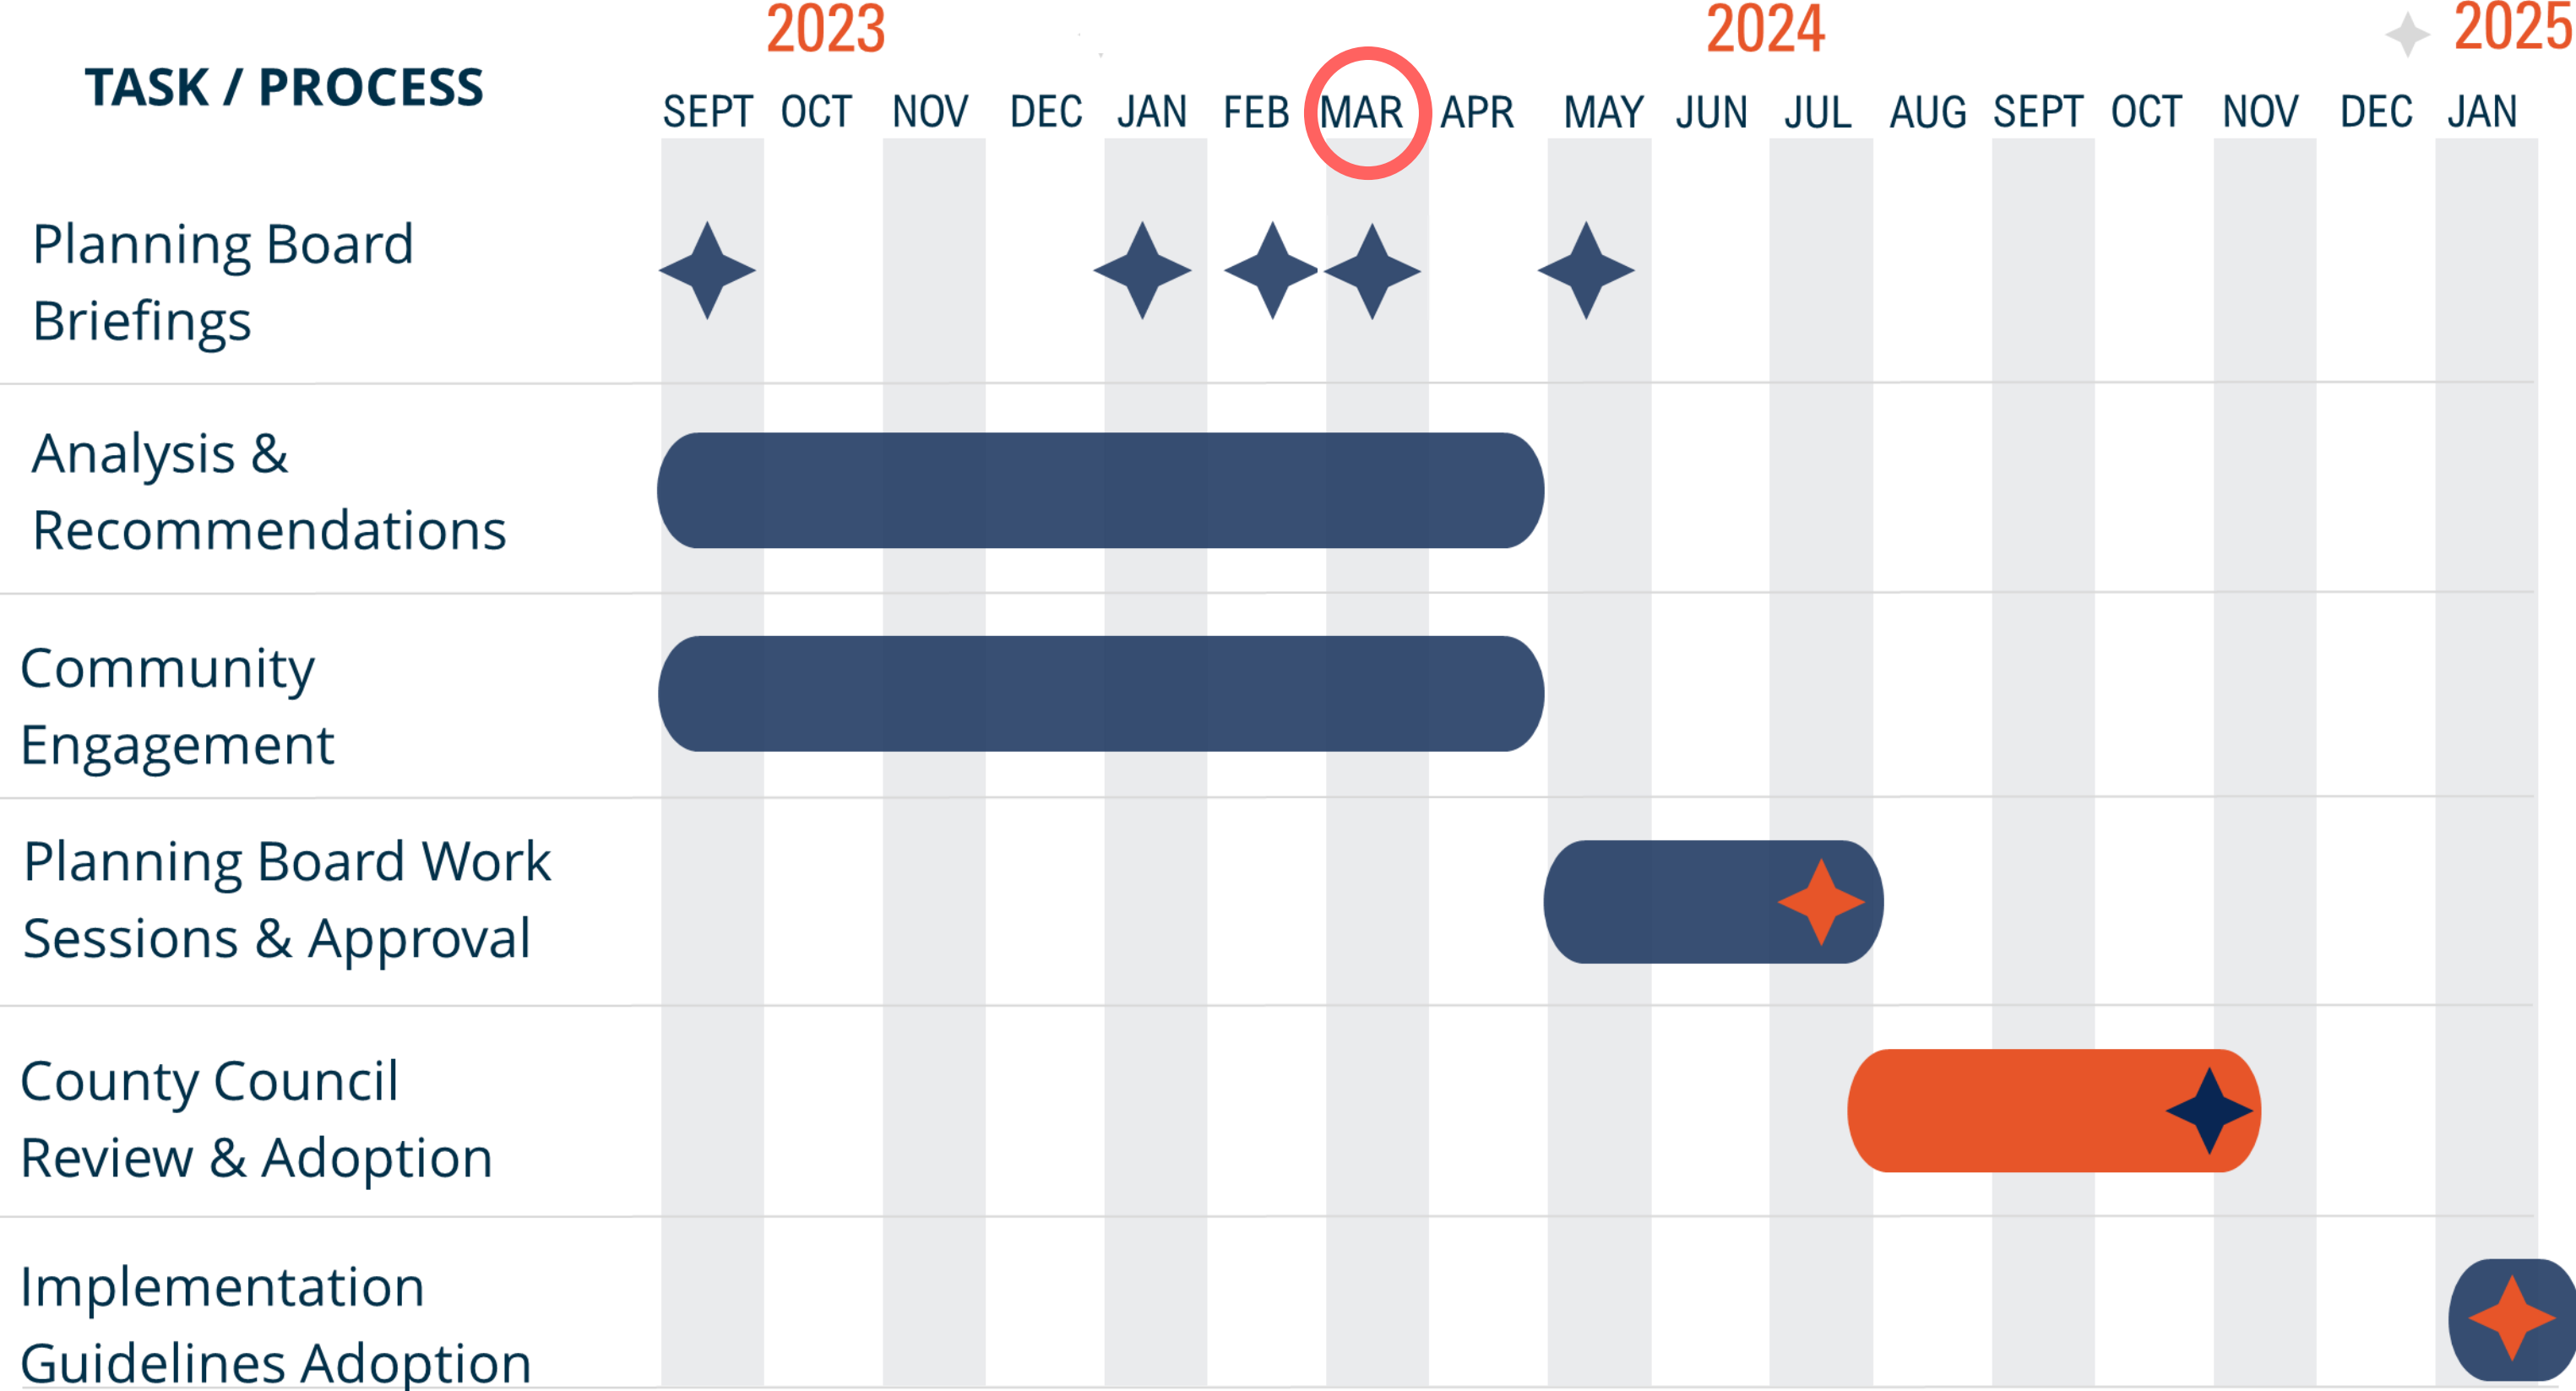 2023 2024 2025
TASK / PROCESS
SEPT OCT NOV DEC JAN FEB MAR APR MAY JUN JUL AUG SEPT OCT NOV DEC JAN
Planning Board
Briefings
Analysis &
Recommendations
Community
Engagement
Planning Board Work
Sessions & Approval
County Council
Review & Adoption
Implementation
Guidelines Adoption